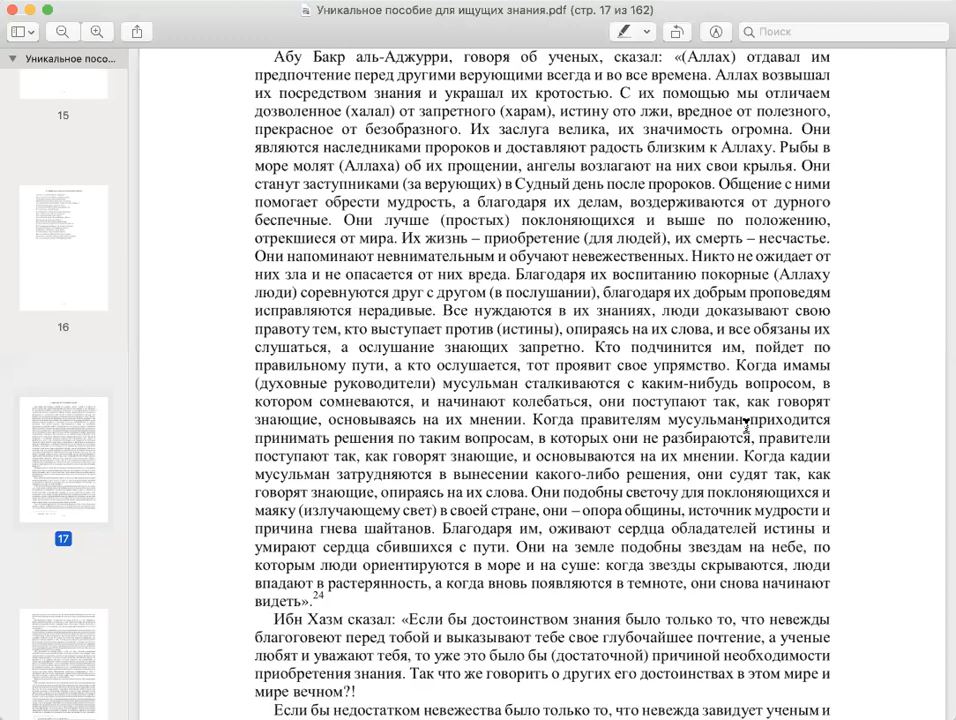 Уникальное пособие для ищущих знания.pdf (стр. 17 из 162)
Поиск
Уникальное посо...
15
16
17
Абу Бакр аль-Аджурри, говоря об ученых, сказал: «(Аллах) отдавал им
предпочтение перед другими верующими всегда и во все времена. Аллах возвышал
их посредством знания и украшал их кротостью. С их помощью мы отличаем
дозволенное (халал) от запретного (харам), истину ото лжи, вредное от полезного,
прекрасное от безобразного. Их заслуга велика, их значимость огромна. Они
являются наследниками пророков и доставляют радость близким к Аллаху. Рыбы в
море молят (Аллаха) об их прощении, ангелы возлагают на них свои крылья. Они
станут заступниками (за верующих) в Судный день после пророков. Общение с ними
помогает обрести мудрость, а благодаря их делам, воздерживаются от дурного
беспечные. Они лучше (простых) поклоняющихся и выше по положению,
отрекшиеся от мира. Их жизнь – приобретение (для людей), их смерть – несчастье.
Они напоминают невнимательным и обучают невежественных. Никто не ожидает от
них зла и не опасается от них вреда. Благодаря их воспитанию покорные (Аллаху
люди) соревнуются друг с другом (в послушании), благодаря их добрым проповедям
исправляются нерадивые. Все нуждаются в их знаниях, люди доказывают свою
правоту тем, кто выступает против (истины), опираясь на их слова, и все обязаны их
слушаться, а ослушание знающих запретно. Кто подчинится им, пойдет по
правильному пути, а кто ослушается, тот проявит свое упрямство. Когда имамы
(духовные руководители) мусульман сталкиваются с каким-нибудь вопросом, в
котором сомневаются, и начинают колебаться, они поступают так, как говорят
знающие, основываясь на их мнении. Когда правителям мусульман приходится
принимать решения по таким вопросам, в которых они не разбираются, правители
поступают так, как говорят знающие, и основываются на их мнении. Когда кадии
мусульман затрудняются в вынесении какого-либо решения, они судят так, как
говорят знающие, опираясь на их слова. Они подобны светочу для поклоняющихся и
маяку (излучающему свет) в своей стране, они – опора общины, источник мудрости и
причина гнева шайтанов. Благодаря им, оживают сердца обладателей истины и
умирают сердца сбившихся с пути. Они на земле подобны звездам на небе, по
которым люди ориентируются в море и на суше: когда звезды скрываются, люди
впадают в растерянность, а когда вновь появляются в темноте, они снова начинают
видеть».24
Ибн Хазм сказал: «Если бы достоинством знания было только то, что невежды
благоговеют перед тобой и выказывают тебе свое глубочайшее почтение, а ученые
любят и уважают тебя, то уже это было бы (достаточной) причиной необходимости
приобретения знания. Так что же говорить о других его достоинствах в этом мире и
мире вечном?!
Если бы недостатком невежества было только то, что невежда завидует ученым и